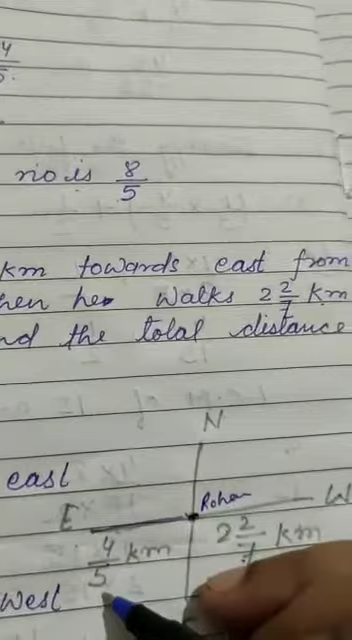 4/5
rio is 8/5
km towards east from
hen he walks 2 2/7 km
nd the total distance
N
east
E Rohan W
4/5 km 2 2/7 km
West